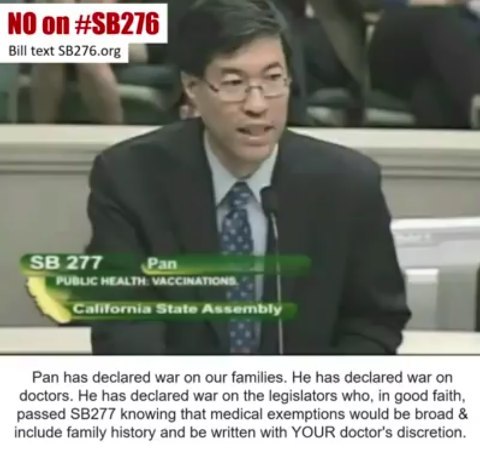 NO on #SB276
Bill text SB276.org
SB 277 Pan
PUBLIC HEALTH: VACCINATIONS
California State Assembly
Pan has declared war on our families. He has declared war on
doctors. He has declared war on the legislators who, in good faith,
passed SB277 knowing that medical exemptions would be broad &
include family history and be written with YOUR doctor's discretion.